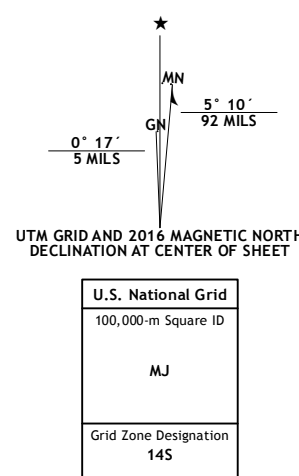 ★
MN
5° 10´
92 MILS
GN
0° 17´
5 MILS
UTM GRID AND 2016 MAGNETIC NORTH
DECLINATION AT CENTER OF SHEET
U.S. National Grid
100,000-m Square ID
MJ
Grid Zone Designation
14S